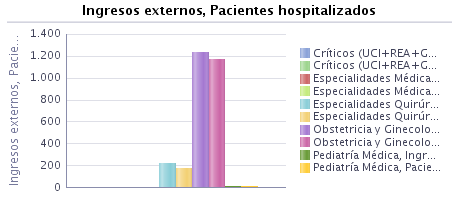 Ingresos externos, Pacientes hospitalizados
Ingresos externos, Pacie...
1.400
1.200
1.000
800
600
400
200
0
Críticos (UCI+REA+G...
Críticos (UCI+REA+G...
Especialidades Médica...
Especialidades Médica...
Especialidades Quirúr...
Especialidades Quirúr...
Obstetricia y Ginecolo...
Obstetricia y Ginecolo...
Pediatría Médica, Ingr...
Pediatría Médica, Pacie...